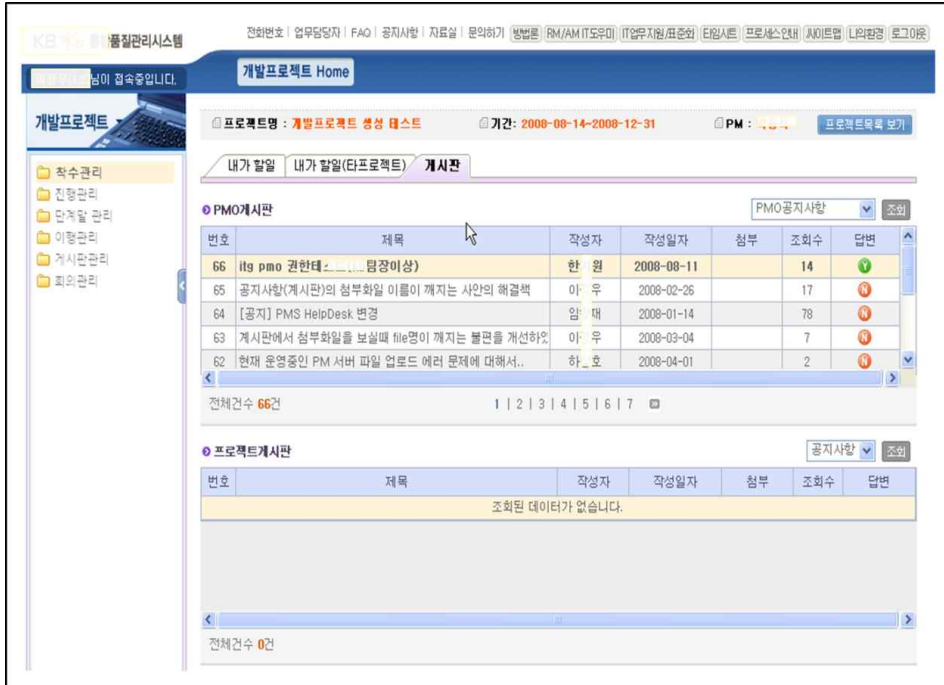 전화번호 | 업무담당자 | FAQ | 공지사항 | 자료실 | 문의하기 방법론 RM/AM IT도우미 IT업무지원/표준화 타임시트 프로세스안내 사이트맵 나의환경 로그아웃
KB 품질관리시스템
님이 접속중입니다.
개발프로젝트 Home
개발프로젝트
프로젝트명 : 개발프로젝트 생성 테스트 기간: 2008-08-14~2008-12-31 PM : 프로젝트목록 보기
착수관리
진행관리
단계말 관리
이행관리
게시판관리
회의관리
내가 할일 내가 할일(타프로젝트) 게시판
PMO게시판 PMO공지사항 조회
번호 제목 작성자 작성일자 첨부 조회수 답변
66 itg pmo 권한테 팀장이상) 한 원 2008-08-11 14 Y
65 공지사항(게시판)의 첨부화일 이름이 깨지는 사안의 해결책 이 우 2008-02-26 17 N
64 [공지] PMS HelpDesk 변경 임 재 2008-01-14 78 N
63 게시판에서 첨부화일을 보실때 file명이 깨지는 불편을 개선하였 이 우 2008-03-04 7 N
62 현재 운영중인 PM 서버 파일 업로드 에러 문제에 대해서.. 하 호 2008-04-01 2 N
전체건수 66건 1 | 2 | 3 | 4 | 5 | 6 | 7
프로젝트게시판 공지사항 조회
번호 제목 작성자 작성일자 첨부 조회수 답변
조회된 데이터가 없습니다.
전체건수 0건